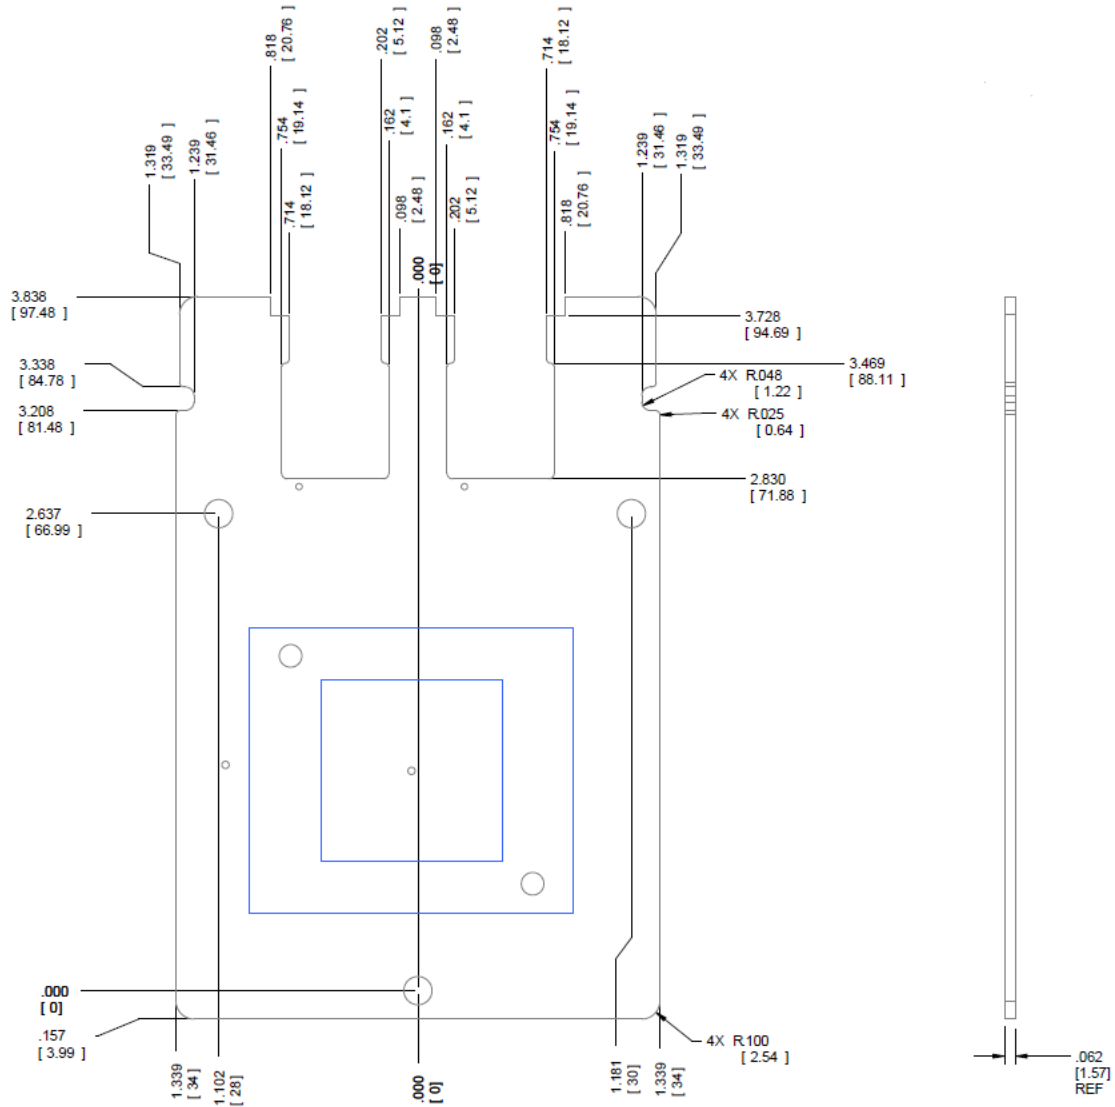 .818
[ 20.76 ]
.202
[ 5.12 ]
.098
[ 2.48 ]
.714
[ 18.12 ]
.754
[ 19.14 ]
.162
[ 4.1 ]
.162
[ 4.1 ]
.754
[ 19.14 ]
1.319
[ 33.49 ]
1.239
[ 31.46 ]
1.239
[ 31.46 ]
1.319
[ 33.49 ]
.714
[ 18.12 ]
.098
[ 2.48 ]
.202
[ 5.12 ]
.818
[ 20.76 ]
.000
[ 0]
3.838
[ 97.48 ]
3.728
[ 94.69 ]
3.338
[ 84.78 ]
3.469
[ 88.11 ]
4X R.048
[ 1.22 ]
3.208
[ 81.48 ]
4X R.025
[ 0.64 ]
2.830
[ 71.88 ]
2.637
[ 66.99 ]
.000
[ 0]
.157
[ 3.99 ]
4X R.100
[ 2.54 ]
1.339
[ 34]
1.102
[ 28]
.000
[ 0]
1.181
[ 30]
1.339
[ 34]
.062
[1.57]
REF